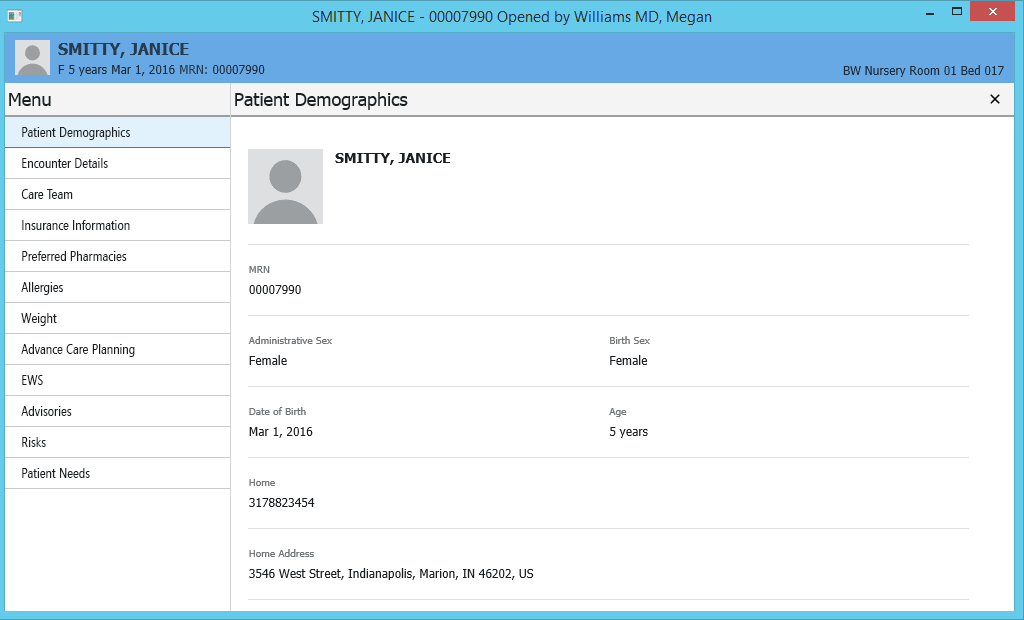 SMITTY, JANICE - 00007990 Opened by Williams MD, Megan
SMITTY, JANICE
F 5 years Mar 1, 2016 MRN: 00007990
BW Nursery Room 01 Bed 017
Menu
Patient Demographics
Encounter Details
Care Team
Insurance Information
Preferred Pharmacies
Allergies
Weight
Advance Care Planning
EWS
Advisories
Risks
Patient Needs
Patient Demographics
SMITTY, JANICE
MRN
00007990
Administrative Sex
Female
Birth Sex
Female
Date of Birth
Mar 1, 2016
Age
5 years
Home
3178823454
Home Address
3546 West Street, Indianapolis, Marion, IN 46202, US